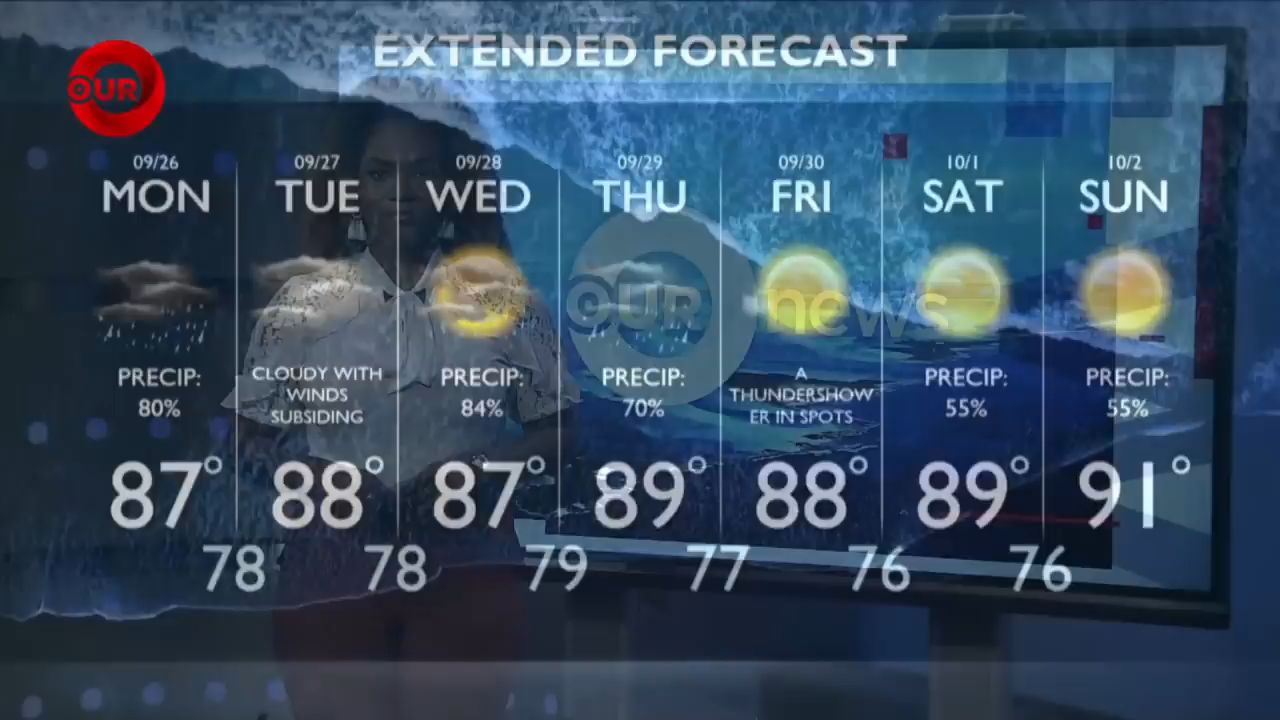 EXTENDED FORECAST
OUR
09/26
MON
PRECIP:
80%
87°
78
09/27
TUE
CLOUDY WITH
WINDS
SUBSIDING
88°
78
09/28
WED
PRECIP:
84%
87°
79
09/29
THU
PRECIP:
70%
89°
77
09/30
FRI
A
THUNDERSHOW
ER IN SPOTS
88°
76
10/1
SAT
PRECIP:
55%
89°
76
10/2
SUN
PRECIP:
55%
91°
OUR news